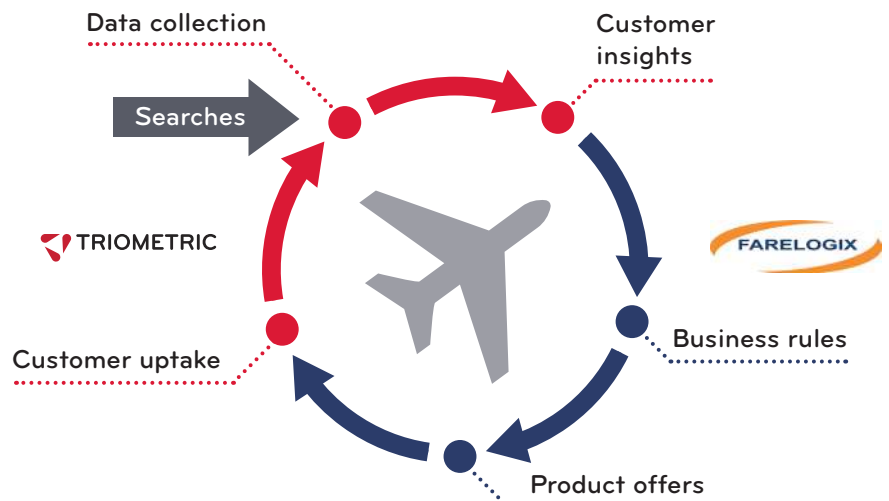 Data collection
Customer
insights
Searches
TRIOMETRIC
FARELOGIX
Business rules
Customer uptake
Product offers